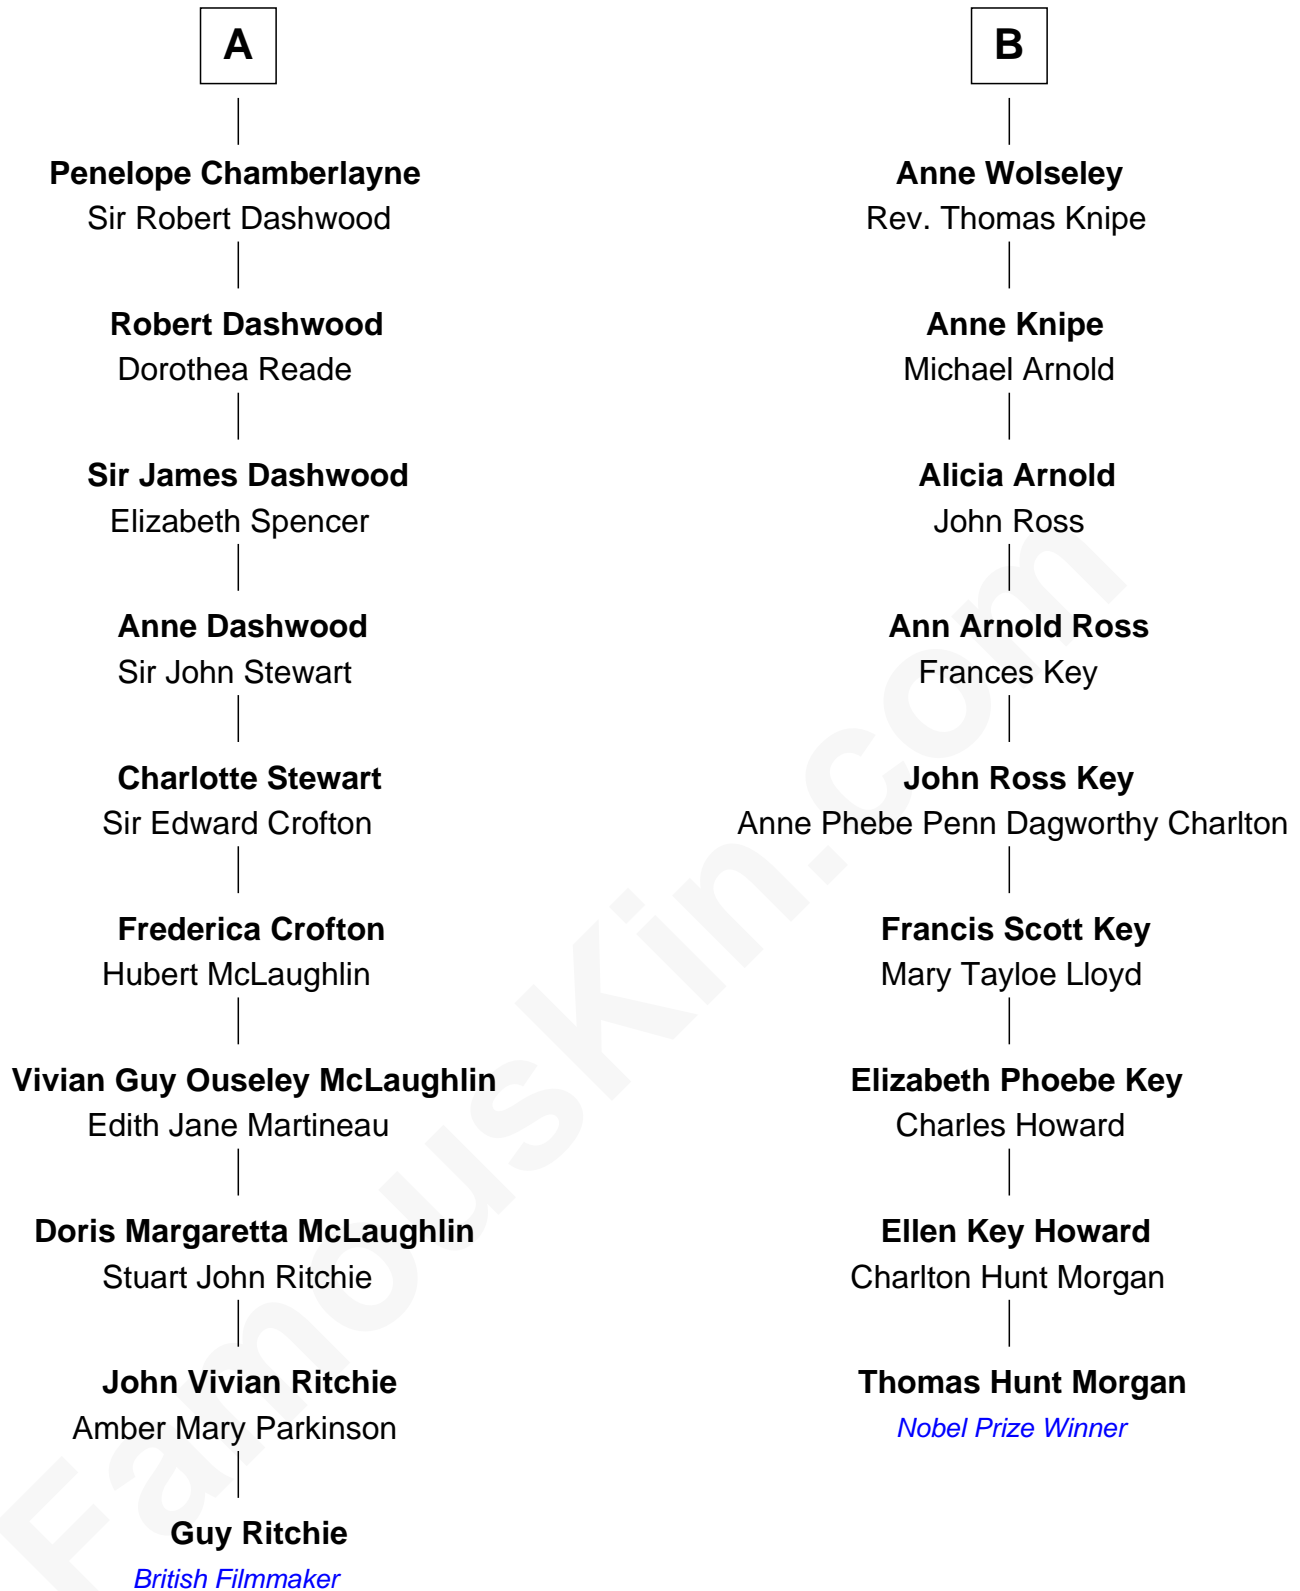 A
Penelope Chamberlayne
Sir Robert Dashwood
Robert Dashwood
Dorothea Reade
Sir James Dashwood
Elizabeth Spencer
Anne Dashwood
Sir John Stewart
Charlotte Stewart
Sir Edward Crofton
Frederica Crofton
Hubert McLaughlin
Vivian Guy Ouseley McLaughlin
Edith Jane Martineau
Doris Margaretta McLaughlin
Stuart John Ritchie
John Vivian Ritchie
Amber Mary Parkinson
Guy Ritchie
British Filmmaker
B
Anne Wolseley
Rev. Thomas Knipe
Anne Knipe
Michael Arnold
Alicia Arnold
John Ross
Ann Arnold Ross
Frances Key
John Ross Key
Anne Phebe Penn Dagworthy Charlton
Francis Scott Key
Mary Tayloe Lloyd
Elizabeth Phoebe Key
Charles Howard
Ellen Key Howard
Charlton Hunt Morgan
Thomas Hunt Morgan
Nobel Prize Winner
FamousKin.com